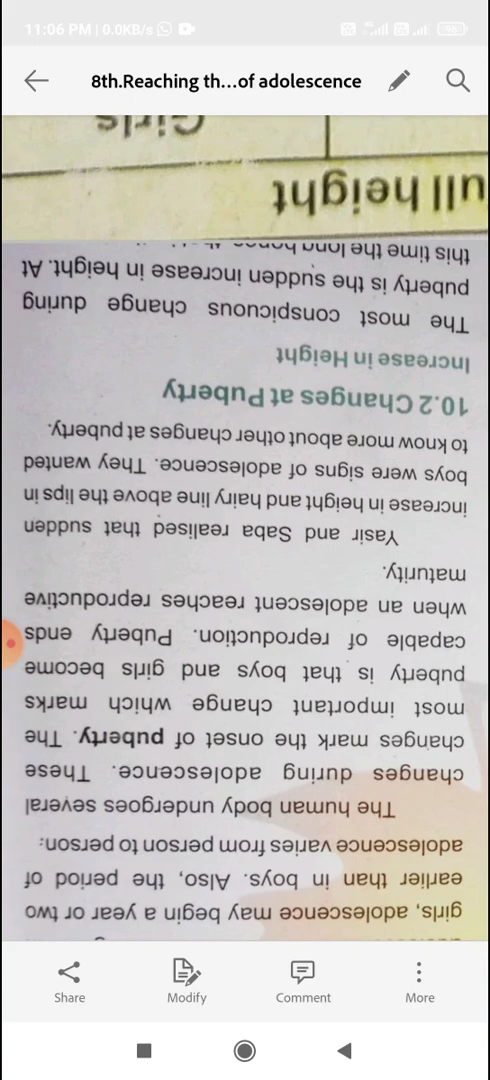 11:06 PM | 0.0KB/s
8th.Reaching th...of adolescence
girls, adolescence may begin a year or two
earlier than in boys. Also, the period of
adolescence varies from person to person:
The human body undergoes several
changes during adolescence. These
changes mark the onset of puberty. The
most important change which marks
puberty is that boys and girls become
capable of reproduction. Puberty ends
when an adolescent reaches reproductive
maturity.
Yasir and Saba realised that sudden
increase in height and hairy line above the lips in
boys were signs of adolescence. They wanted
to know more about other changes at puberty.
10.2 Changes at Puberty
Increase in Height
The most conspicuous change during
puberty is the sudden increase in height. At
this time the long bones
ull height
Girls
Share
Modify
Comment
More